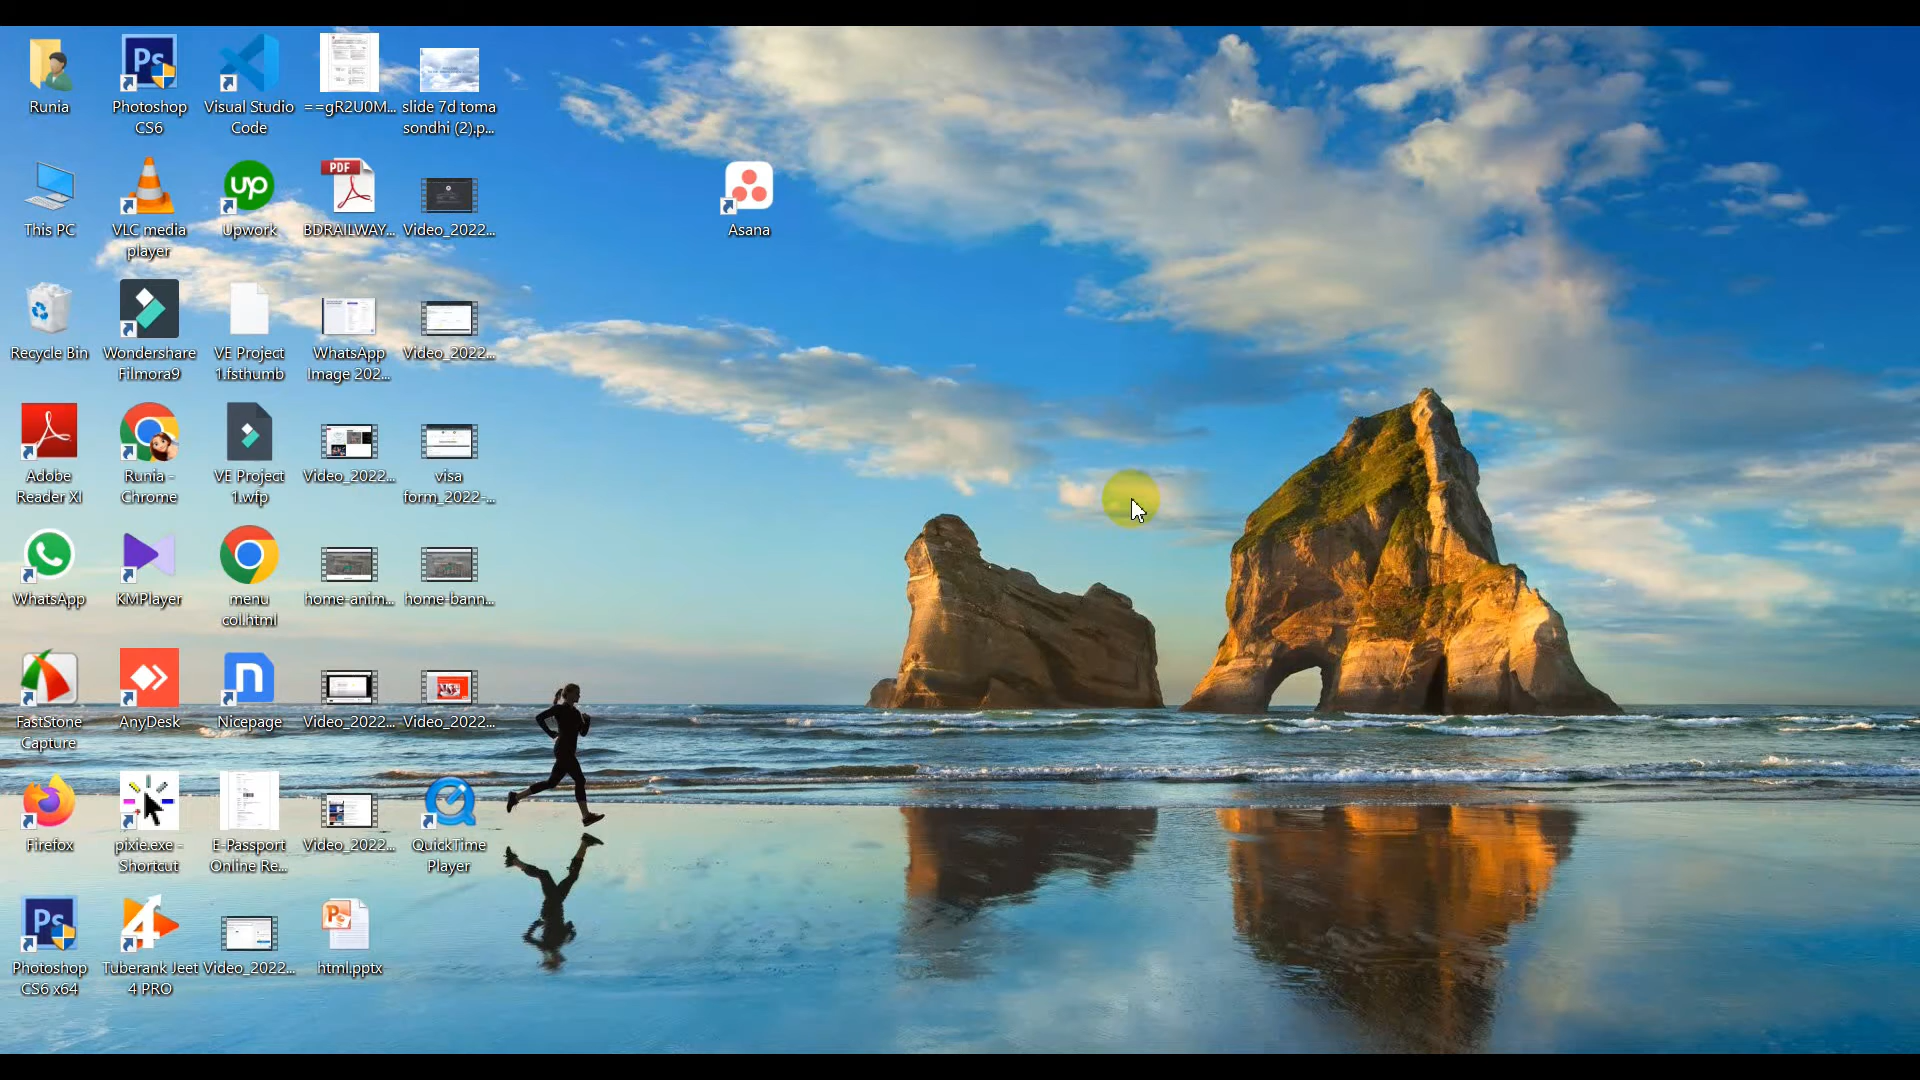 Runia
Photoshop
CS6
Visual Studio
Code
==gR2U0M...
slide 7d toma
sondhi (2).p...
This PC
VLC media
player
Upwork
PDF
BDRAILWAY...
Video_2022...
Asana
Recycle Bin
Wondershare
Filmora9
VE Project
1.fsthumb
WhatsApp
Image 202...
Video_2022...
Adobe
Reader XI
Runia -
Chrome
VE Project
1.wfp
Video_2022...
visa
form_2022-...
WhatsApp
KMPlayer
menu
col.html
home-anim...
home-bann...
FastStone
Capture
AnyDesk
Nicepage
Video_2022...
Video_2022...
Firefox
pixie.exe -
Shortcut
E-Passport
Online Re...
Video_2022...
QuickTime
Player
Photoshop
CS6 x64
Tuberank Jeet
4 PRO
Video_2022...
html.pptx